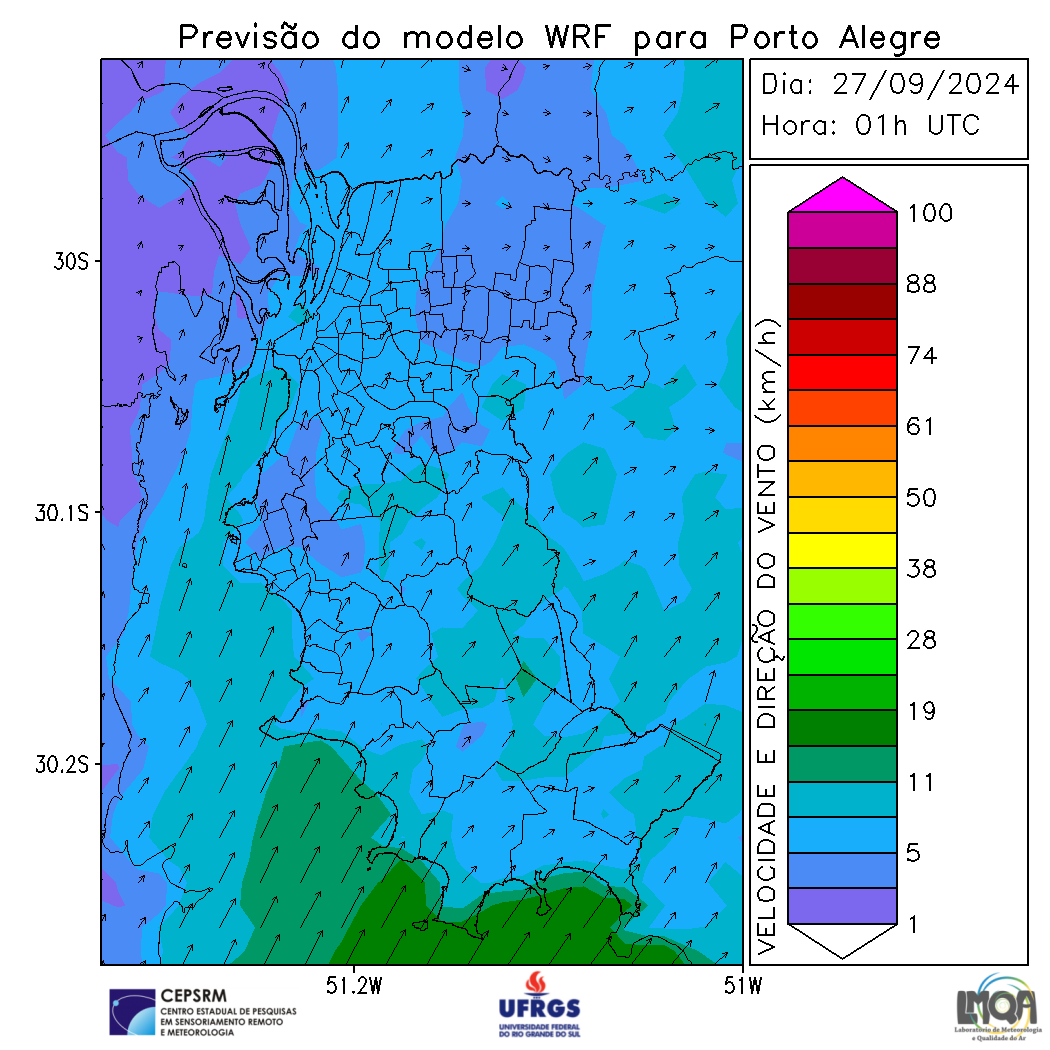 Previsão do modelo WRF para Porto Alegre
Dia: 27/09/2024
Hora: 01h UTC
30S
30.1S
30.2S
51.2W
51W
VELOCIDADE E DIREÇÃO DO VENTO (km/h)
100
88
74
61
50
38
28
19
11
5
1
CEPSRM
CENTRO ESTADUAL DE PESQUISAS
EM SENSORIAMENTO REMOTO
E METEOROLOGIA
UFRGS
UNIVERSIDADE FEDERAL
DO RIO GRANDE DO SUL
LMQA
Laboratório de Meteorologia
e Qualidade do Ar